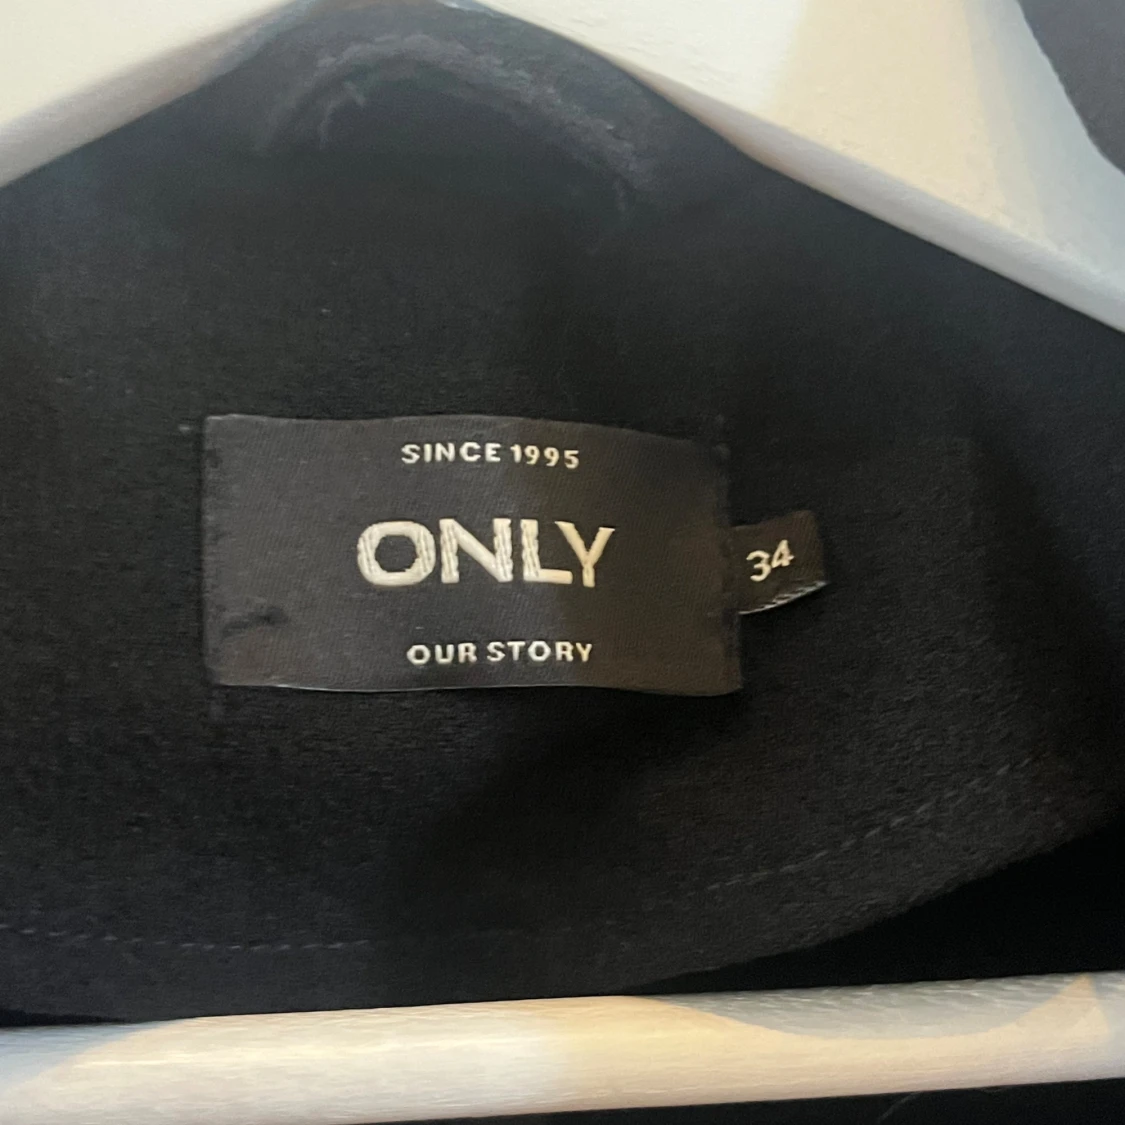 SINCE 1995
ONLY
34
OUR STORY